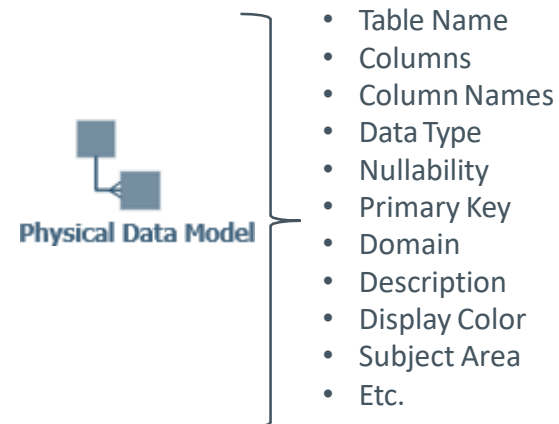 Physical Data Model
• Table Name
• Columns
• Column Names
• Data Type
• Nullability
• Primary Key
• Domain
• Description
• Display Color
• Subject Area
• Etc.